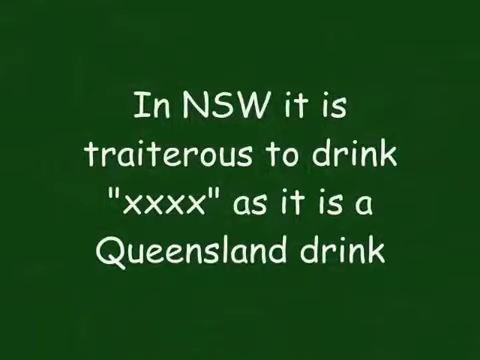 In NSW it is
traiterous to drink
"xxxx" as it is a
Queensland drink